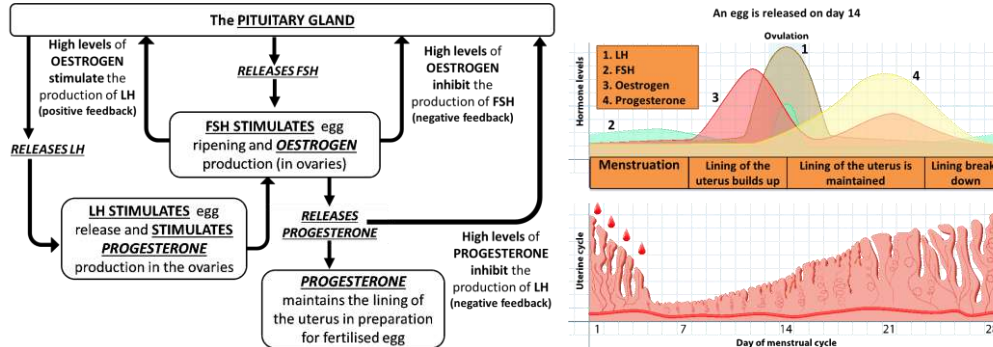 The PITUITARY GLAND
High levels of
OESTROGEN
stimulate the
production of LH
(positive feedback)
RELEASES FSH
High levels of
OESTROGEN
inhibit the
production of FSH
(negative feedback)
FSH STIMULATES egg
ripening and OESTROGEN
production (in ovaries)
RELEASES LH
LH STIMULATES egg
release and STIMULATES
PROGESTERONE
production in the ovaries
RELEASES
PROGESTERONE
High levels of
PROGESTERONE
inhibit the
production of LH
(negative feedback)
PROGESTERONE
maintains the lining of
the uterus in preparation
for fertilised egg
An egg is released on day 14
Ovulation
Hormone levels
1. LH
2. FSH
3. Oestrogen
4. Progesterone
1
2
3
4
Menstruation
Lining of the
uterus builds up
Lining of the uterus is
maintained
Lining break
down
Uterine cycle
1 7 14 21 28
Day of menstrual cycle